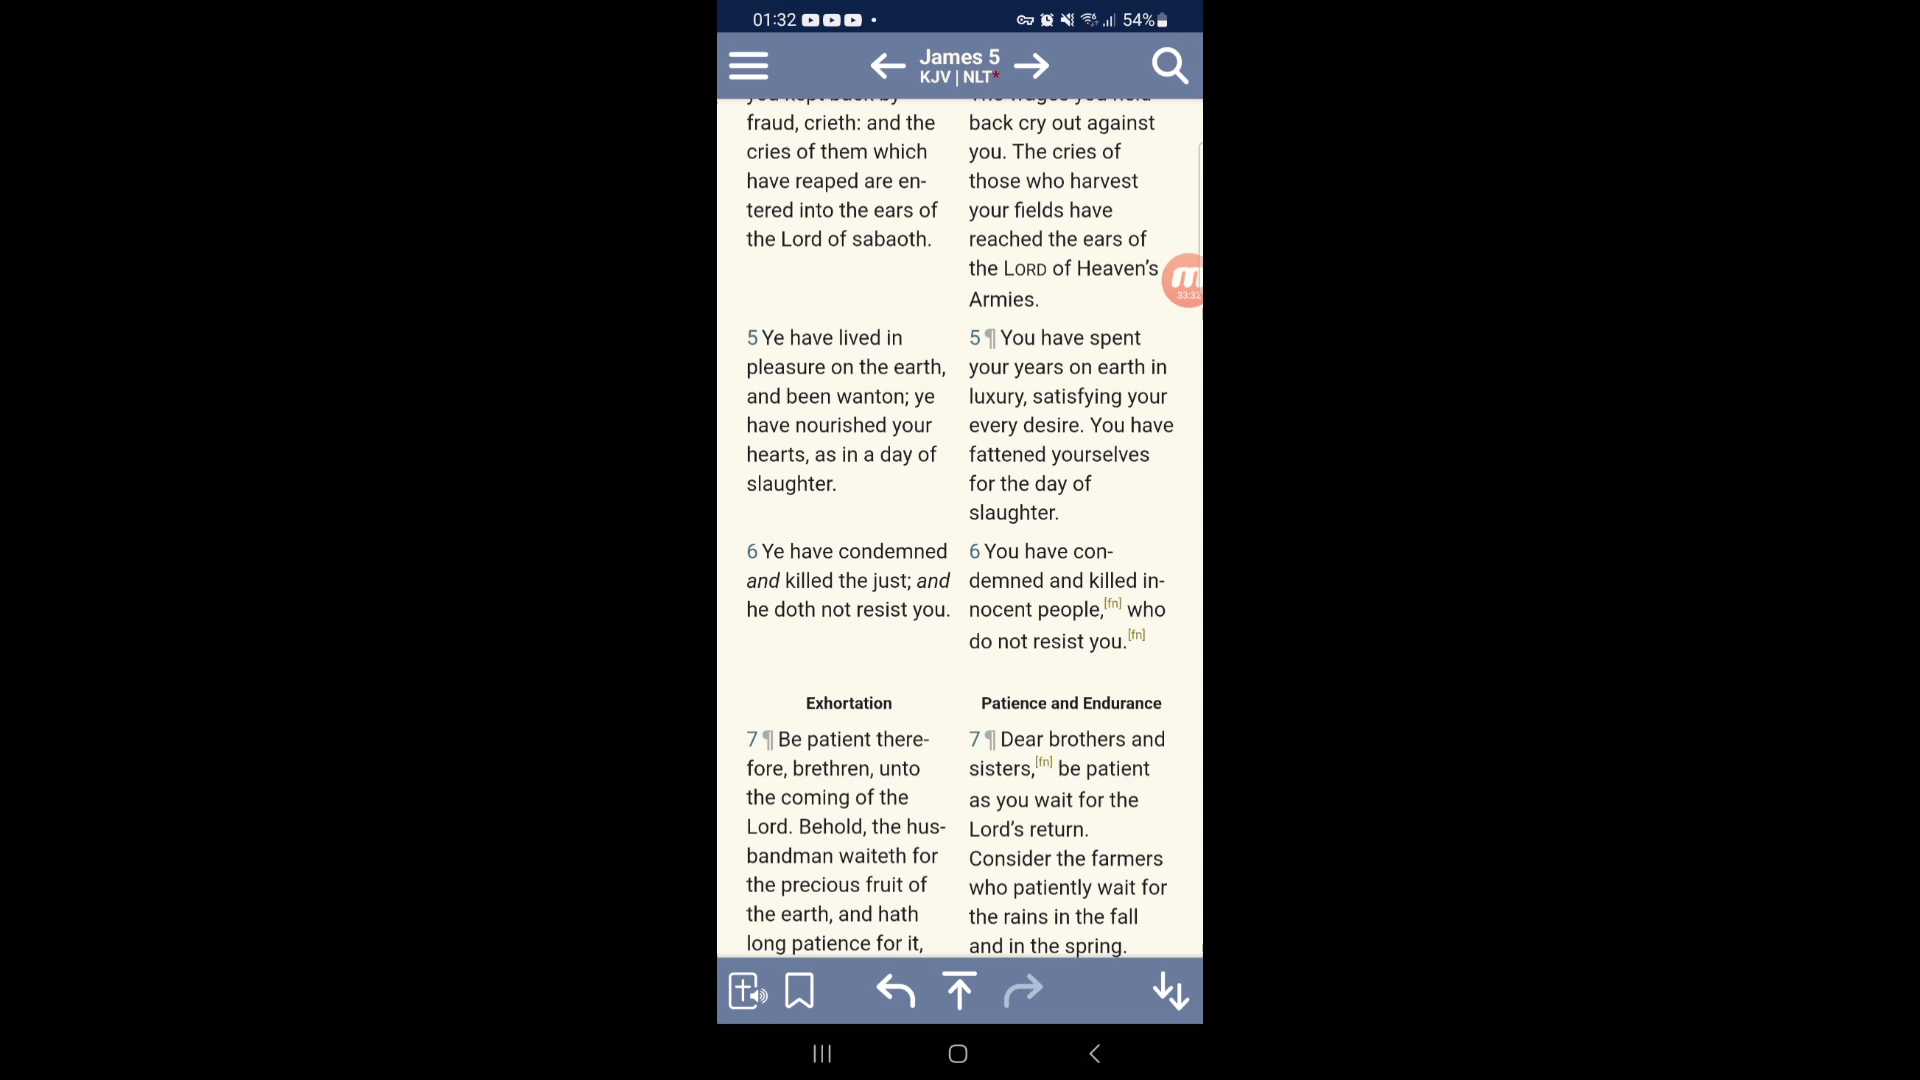 01:32
54%
James 5
KJV | NLT*
you kept back by
fraud, crieth: and the
cries of them which
have reaped are en-
tered into the ears of
the Lord of sabaoth.
The wages you held
back cry out against
you. The cries of
those who harvest
your fields have
reached the ears of
the LORD of Heaven’s
Armies.
33:32
5 Ye have lived in
pleasure on the earth,
and been wanton; ye
have nourished your
hearts, as in a day of
slaughter.
5 ¶ You have spent
your years on earth in
luxury, satisfying your
every desire. You have
fattened yourselves
for the day of
slaughter.
6 Ye have condemned
and killed the just; and
he doth not resist you.
6 You have con-
demned and killed in-
nocent people,[fn] who
do not resist you.[fn]
Exhortation
7 ¶ Be patient there-
fore, brethren, unto
the coming of the
Lord. Behold, the hus-
bandman waiteth for
the precious fruit of
the earth, and hath
long patience for it,
Patience and Endurance
7 ¶ Dear brothers and
sisters,[fn] be patient
as you wait for the
Lord’s return.
Consider the farmers
who patiently wait for
the rains in the fall
and in the spring.